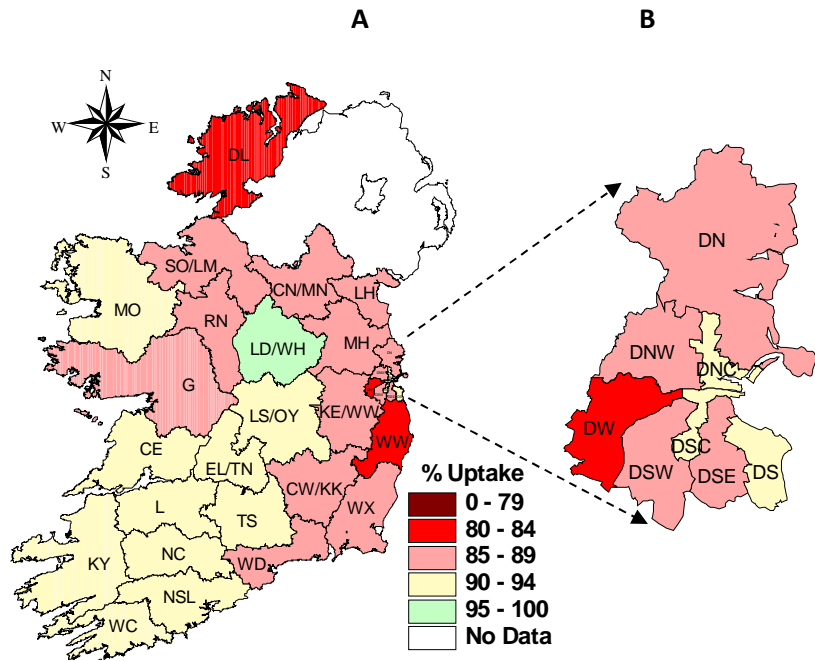 A
B
N
W
E
S
DL
DN
SO/LM
CN/MN
LH
MO
RN
MH
LD/WH
DNW
DNC
G
LS/OY
KE/WW
DW
WW
CE
EL/TN
DSC
DSW
DSE
DS
CW/KK
L
TS
WX
KY
NC
WD
NSL
WC
% Uptake
0 - 79
80 - 84
85 - 89
90 - 94
95 - 100
No Data